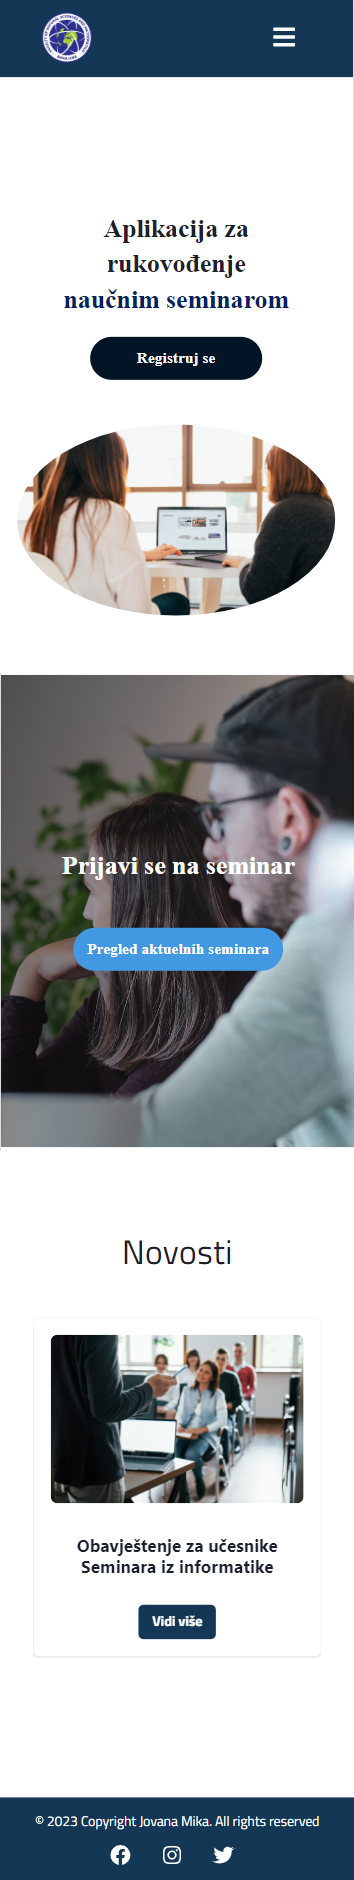 Aplikacija za
rukovođenje
naučnim seminarom
Registruj se
Prijavi se na seminar
Pregled aktuelnih seminara
Novosti
Obavještenje za učesnike
Seminara iz informatike
Vidi više
© 2023 Copyright Jovana Mika. All rights reserved